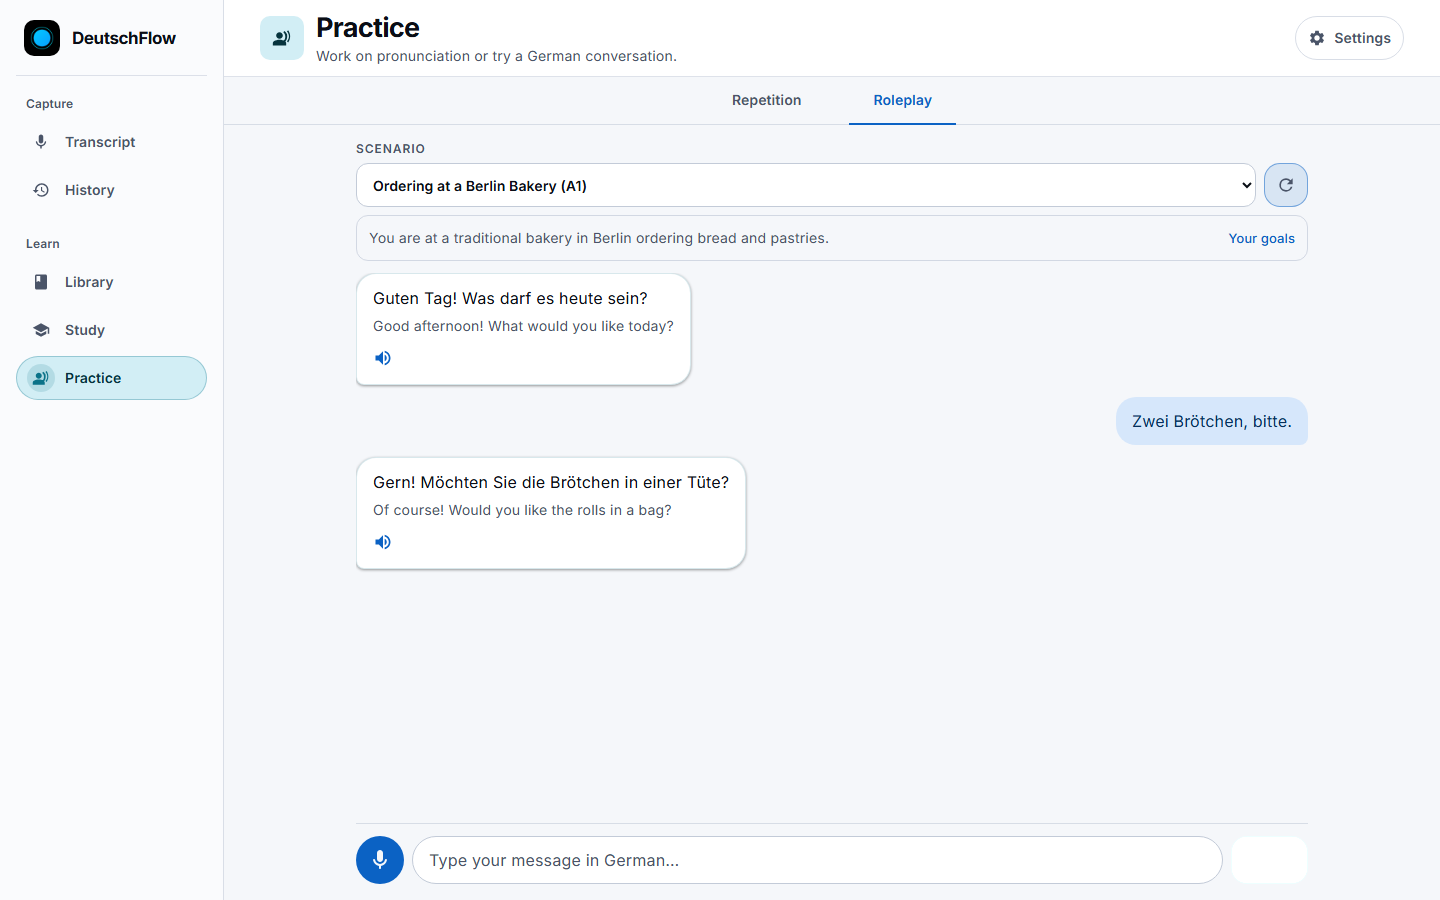 DeutschFlow
Capture
Transcript
History
Learn
Library
Study
Practice
Practice
Work on pronunciation or try a German conversation.
Settings
Repetition
Roleplay
SCENARIO
Ordering at a Berlin Bakery (A1)
You are at a traditional bakery in Berlin ordering bread and pastries.
Your goals
Guten Tag! Was darf es heute sein?
Good afternoon! What would you like today?
Zwei Brötchen, bitte.
Gern! Möchten Sie die Brötchen in einer Tüte?
Of course! Would you like the rolls in a bag?
Type your message in German...